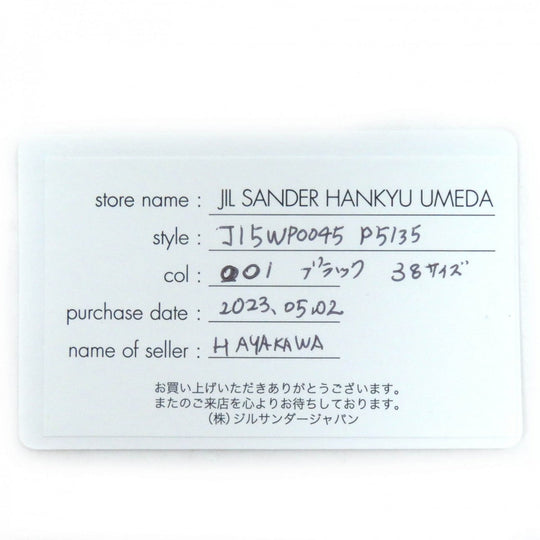 store name : JIL SANDER HANKYU UMEDA
style : J15WP0045 P5135
col : 001 ブラック 38サイズ
purchase date : 2023.05.02
name of seller : HAYAKAWA
お買い上げいただきありがとうございます。
またのご来店を心よりお待ちしております。
(株)ジルサンダージャパン